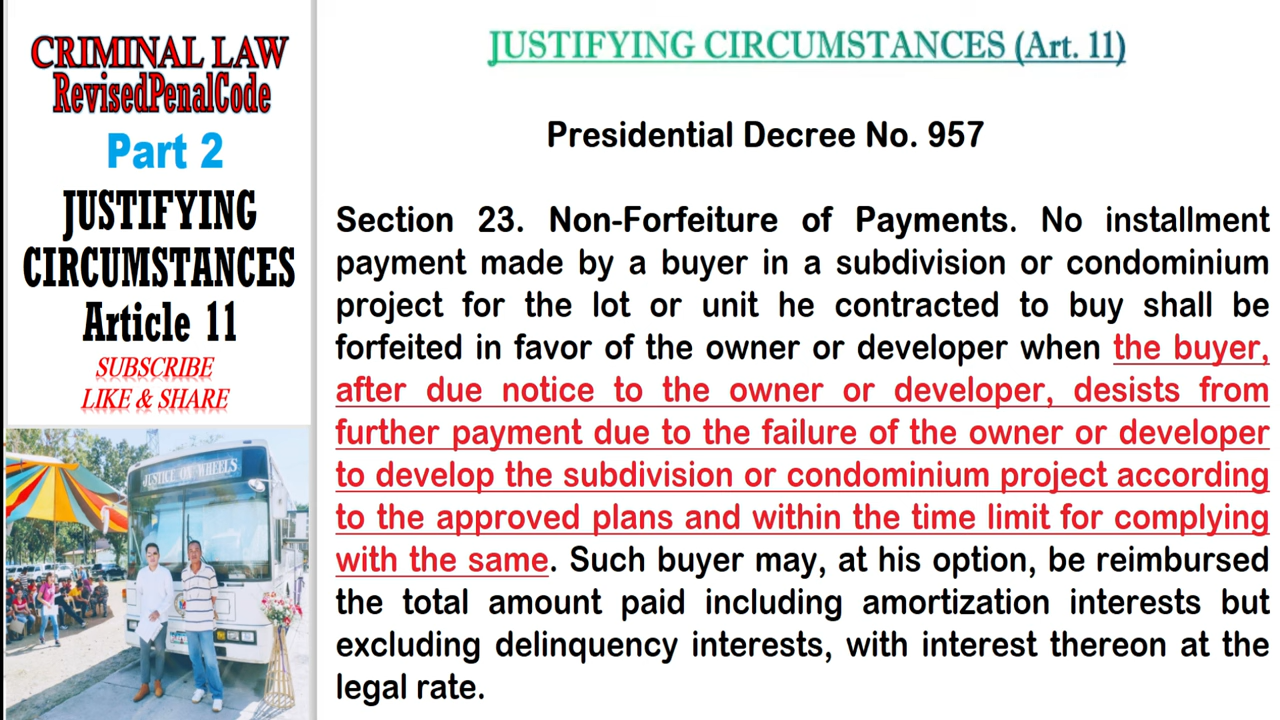 CRIMINAL LAW
RevisedPenalCode
Part 2
JUSTIFYING
CIRCUMSTANCES
Article 11
SUBSCRIBE
LIKE & SHARE
JUSTICE ON WHEELS
JUSTIFYING CIRCUMSTANCES (Art. 11)
Presidential Decree No. 957
Section 23. Non-Forfeiture of Payments. No installment
payment made by a buyer in a subdivision or condominium
project for the lot or unit he contracted to buy shall be
forfeited in favor of the owner or developer when the buyer,
after due notice to the owner or developer, desists from
further payment due to the failure of the owner or developer
to develop the subdivision or condominium project according
to the approved plans and within the time limit for complying
with the same. Such buyer may, at his option, be reimbursed
the total amount paid including amortization interests but
excluding delinquency interests, with interest thereon at the
legal rate.